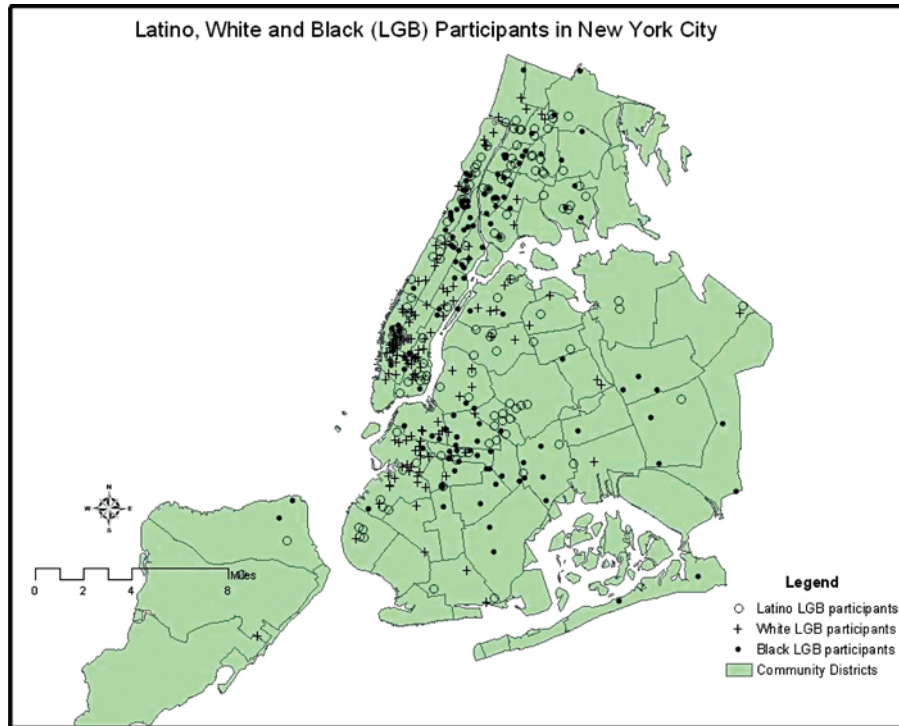 Latino, White and Black (LGB) Participants in New York City
N
W E
S
Miles
0 2 4 8
Legend
Latino LGB participants
White LGB participants
Black LGB participants
Community Districts